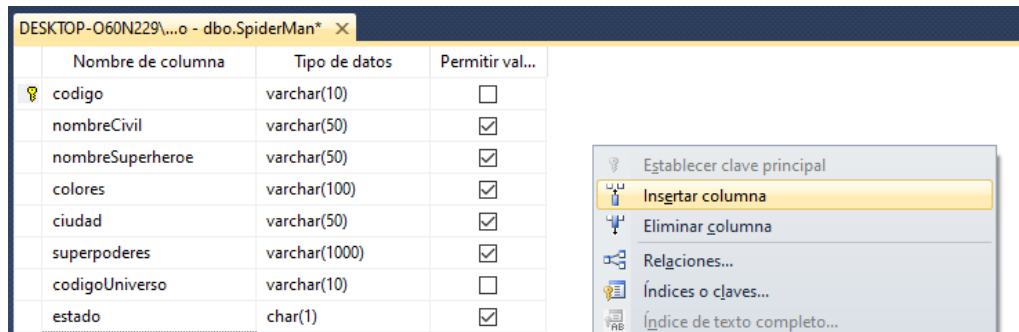 DESKTOP-O60N229\...o - dbo.SpiderMan*
Nombre de columna Tipo de datos Permitir val...
codigo varchar(10)
nombreCivil varchar(50)
nombreSuperheroe varchar(50)
colores varchar(100)
ciudad varchar(50)
superpoderes varchar(1000)
codigoUniverso varchar(10)
estado char(1)
Establecer clave principal
Insertar columna
Eliminar columna
Relaciones...
Índices o claves...
Índice de texto completo...